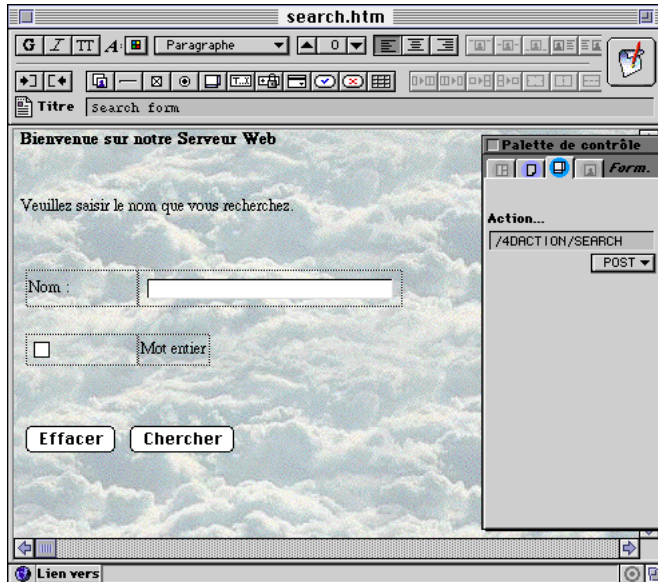 search.htm
G I TT A Paragraphe 0
T..X
Titre Search form
Bienvenue sur notre Serveur Web
Palette de contrôle
Form.
Veuillez saisir le nom que vous recherchez.
Action...
/4DACTION/SEARCH
POST
Nom :
Mot entier
Effacer Chercher
Lien vers